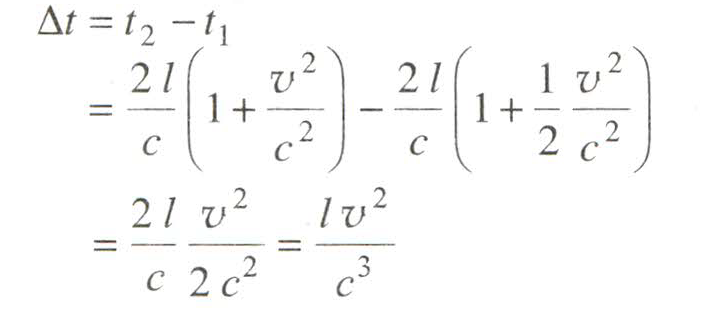 Δt = t₂ − t₁
= 2l/c (1 + v²/c²) − 2l/c (1 + 1/2 v²/c²)
= 2l/c v²/2c² = lv²/c³